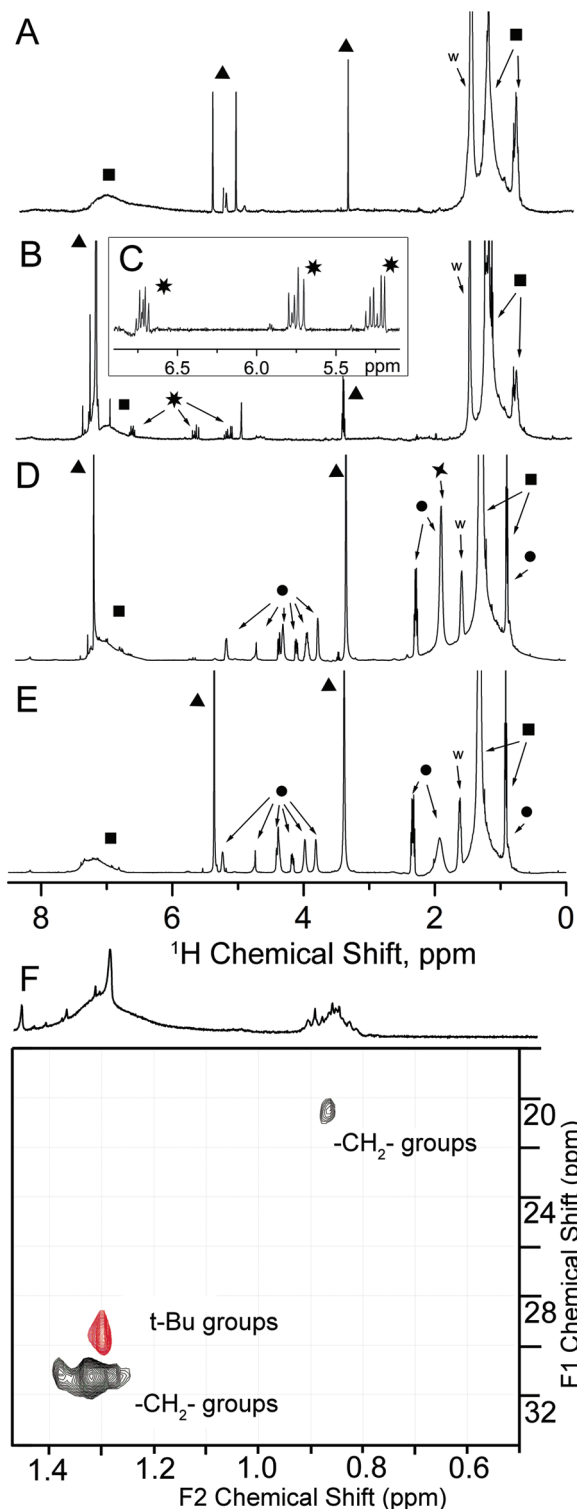 A
w
B
C
w
6.5 6.0 5.5 ppm
D
w
E
w
8 6 4 2 0
¹H Chemical Shift, ppm
F
20
-CH₂- groups
24
28
t-Bu groups
-CH₂- groups
32
F1 Chemical Shift (ppm)
1.4 1.2 1.0 0.8 0.6
F2 Chemical Shift (ppm)